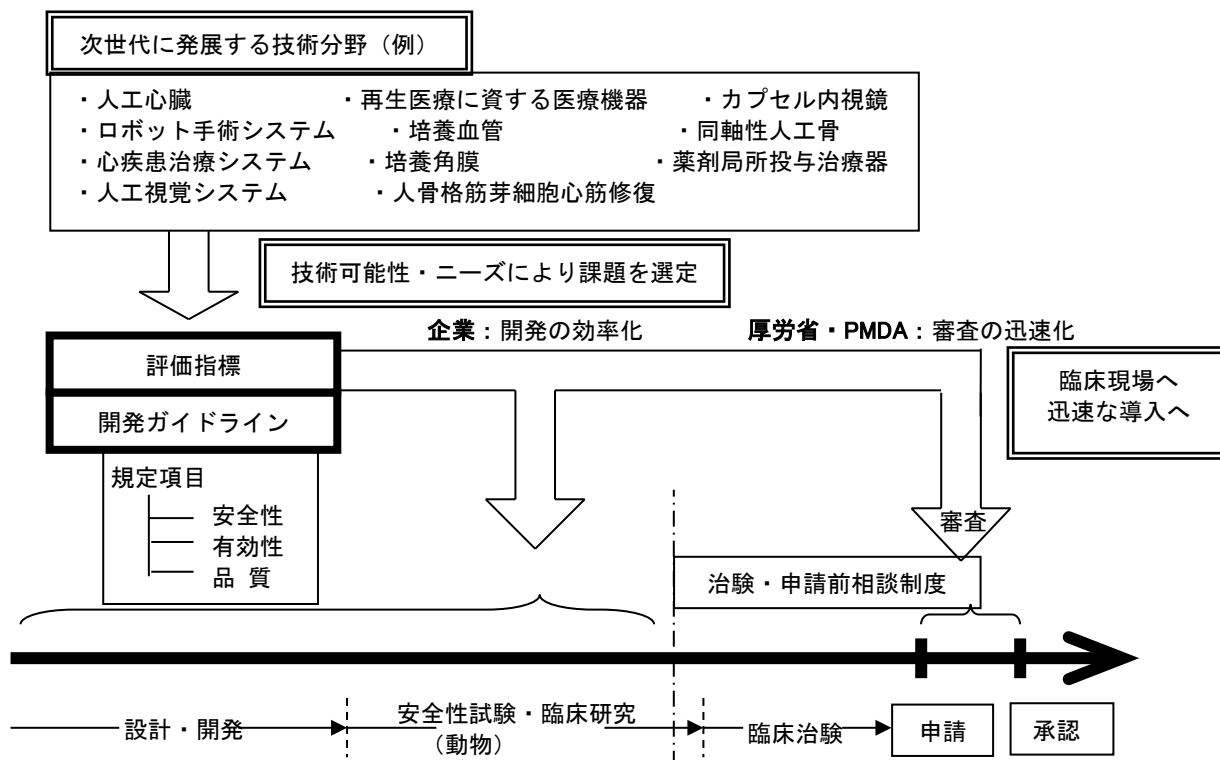 次世代に発展する技術分野（例）
・人工心臓　・再生医療に資する医療機器　・カプセル内視鏡
・ロボット手術システム　・培養血管　・同軸性人工骨
・心疾患治療システム　・培養角膜　・薬剤局所投与治療器
・人工視覚システム　・人骨格筋芽細胞心筋修復
技術可能性・ニーズにより課題を選定
企業：開発の効率化　厚労省・PMDA：審査の迅速化
評価指標
開発ガイドライン
臨床現場へ
迅速な導入へ
規定項目
安全性
有効性
品 質
審査
治験・申請前相談制度
設計・開発
安全性試験・臨床研究
（動物）
臨床治験
申請
承認